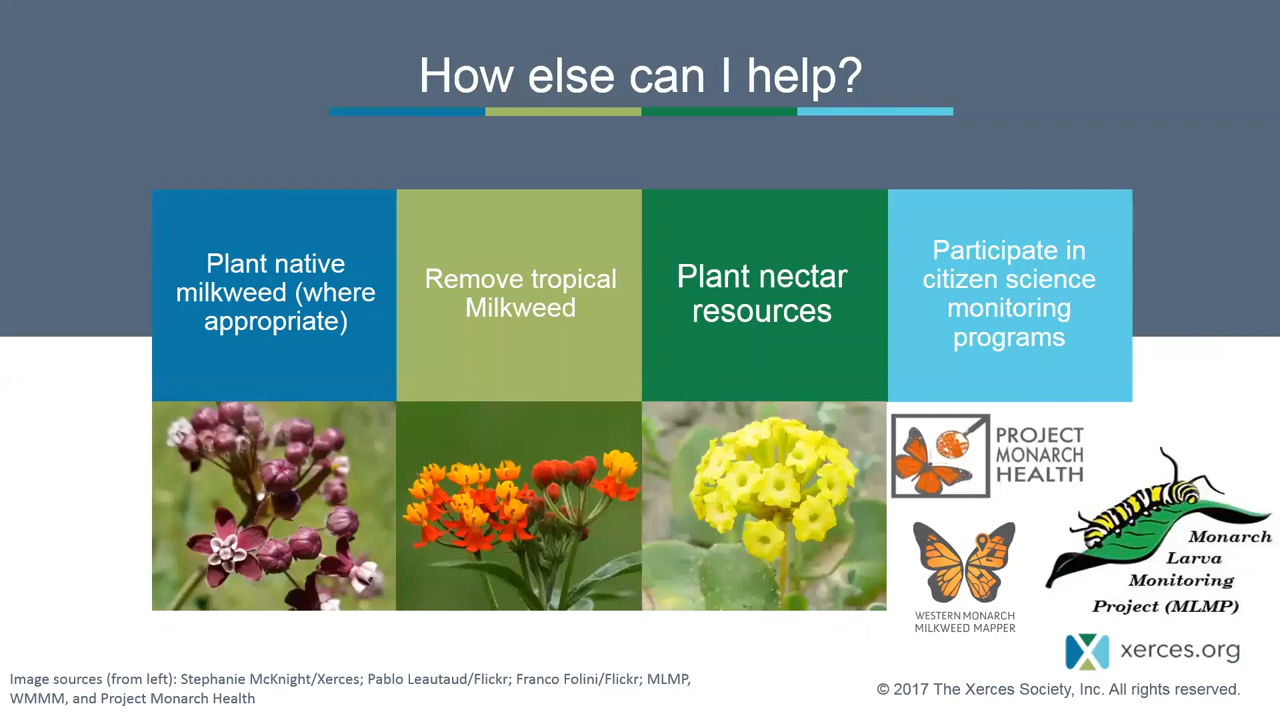 How else can I help?
Plant native
milkweed (where
appropriate)
Remove tropical
Milkweed
Plant nectar
resources
Participate in
citizen science
monitoring
programs
PROJECT
MONARCH
HEALTH
WESTERN MONARCH
MILKWEED MAPPER
Monarch
Larva
Monitoring
Project (MLMP)
xerces.org
Image sources (from left): Stephanie McKnight/Xerces; Pablo Leautaud/Flickr; Franco Folini/Flickr; MLMP,
WMMM, and Project Monarch Health
© 2017 The Xerces Society, Inc. All rights reserved.